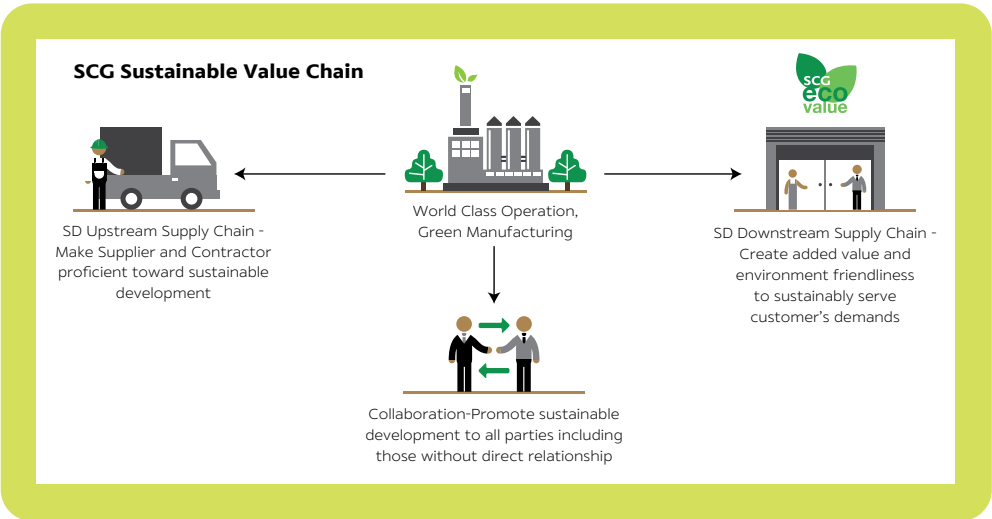 SCG Sustainable Value Chain
SCG
eco
value
World Class Operation,
Green Manufacturing
SD Upstream Supply Chain -
Make Supplier and Contractor
proficient toward sustainable
development
SD Downstream Supply Chain -
Create added value and
environment friendliness
to sustainably serve
customer's demands
Collaboration-Promote sustainable
development to all parties including
those without direct relationship